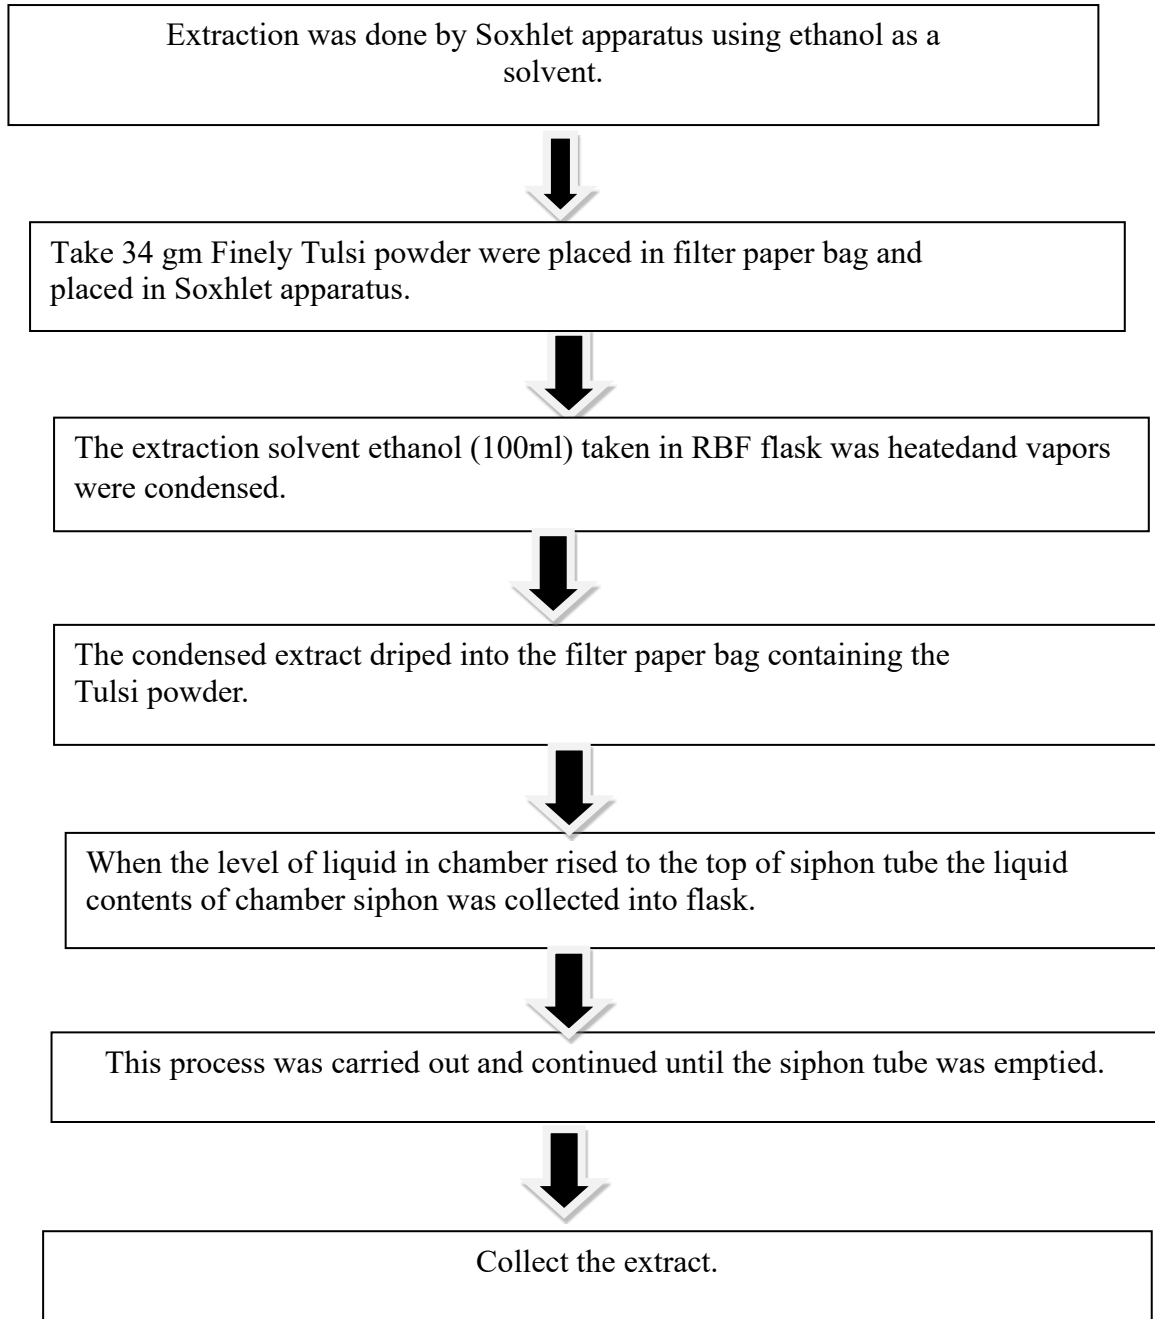 Extraction was done by Soxhlet apparatus using ethanol as a
solvent.
Take 34 gm Finely Tulsi powder were placed in filter paper bag and
placed in Soxhlet apparatus.
The extraction solvent ethanol (100ml) taken in RBF flask was heatedand vapors
were condensed.
The condensed extract driped into the filter paper bag containing the
Tulsi powder.
When the level of liquid in chamber rised to the top of siphon tube the liquid
contents of chamber siphon was collected into flask.
This process was carried out and continued until the siphon tube was emptied.
Collect the extract.